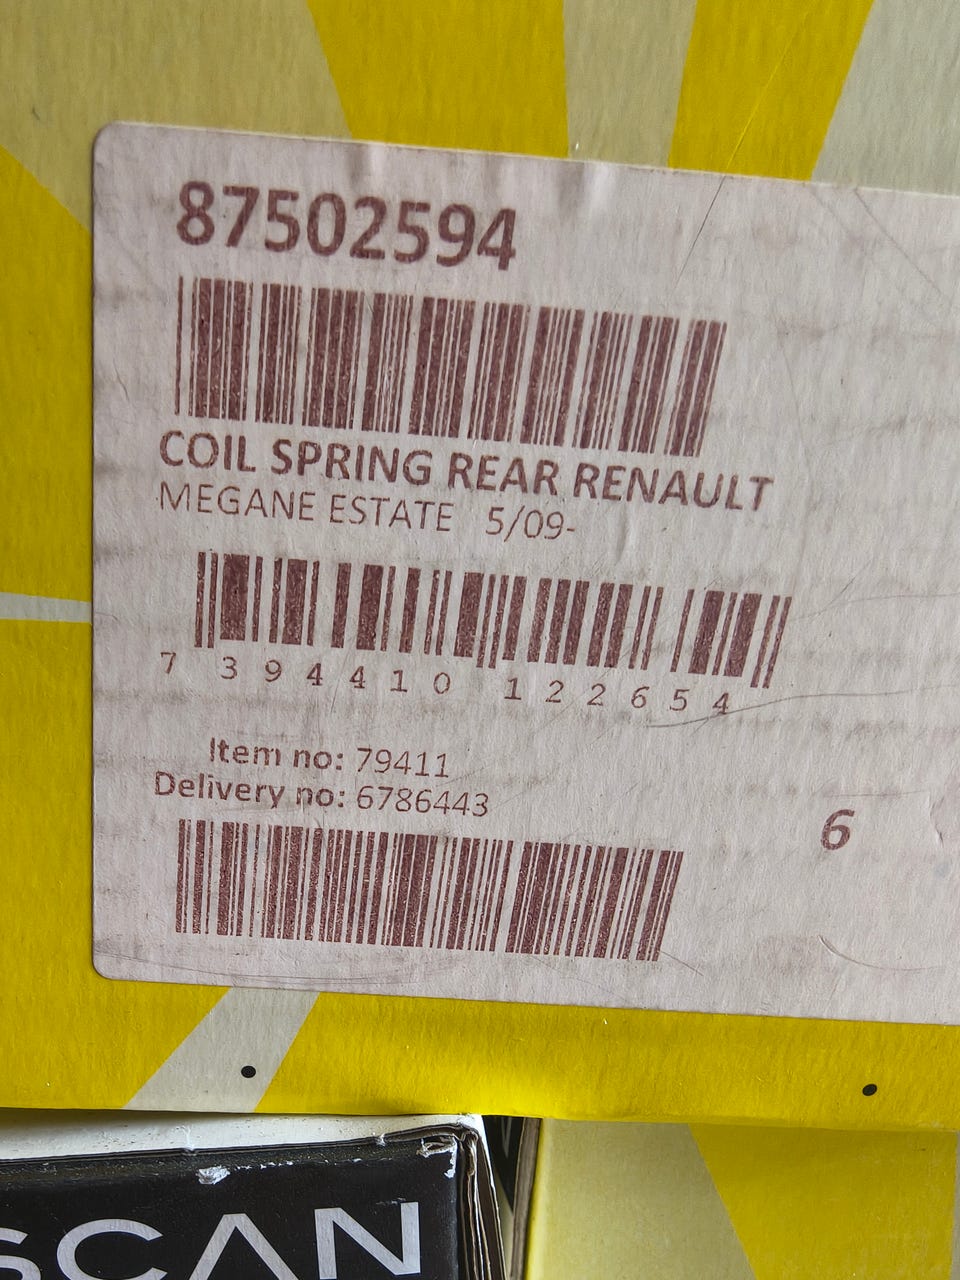 87502594
COIL SPRING REAR RENAULT
MEGANE ESTATE 5/09-
7 394410 122654
Item no: 79411
Delivery no: 6786443
6
SCAN